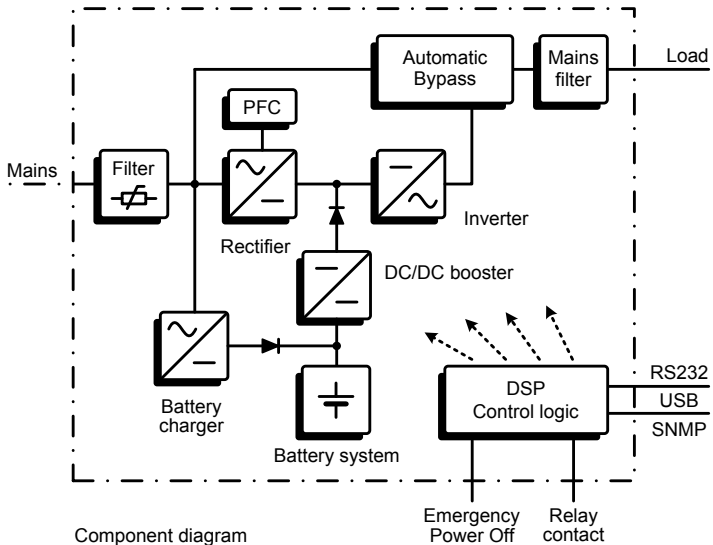 Automatic
Bypass
Mains
filter
Load
PFC
Mains
Filter
Rectifier
Inverter
DC/DC booster
Battery
charger
Battery system
DSP
Control logic
RS232
USB
SNMP
Emergency
Power Off
Relay
contact
Component diagram